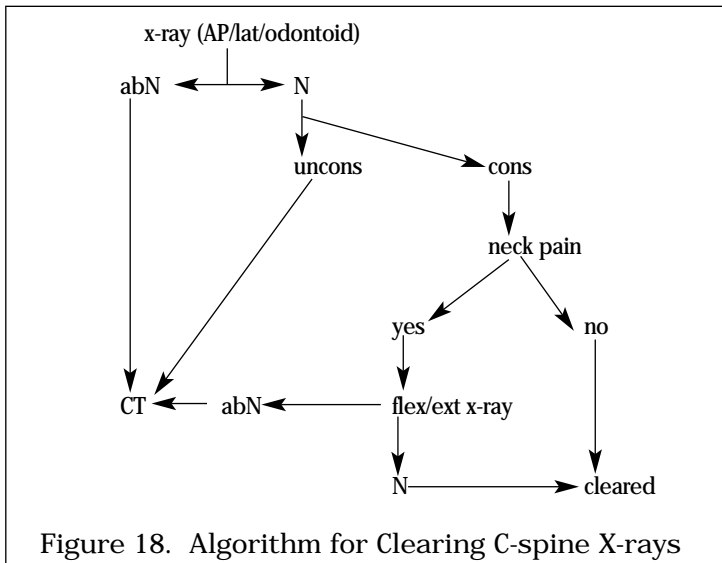 x-ray (AP/lat/odontoid)
abN N
uncons cons
neck pain
yes no
CT abN flex/ext x-ray
N cleared
Figure 18. Algorithm for Clearing C-spine X-rays